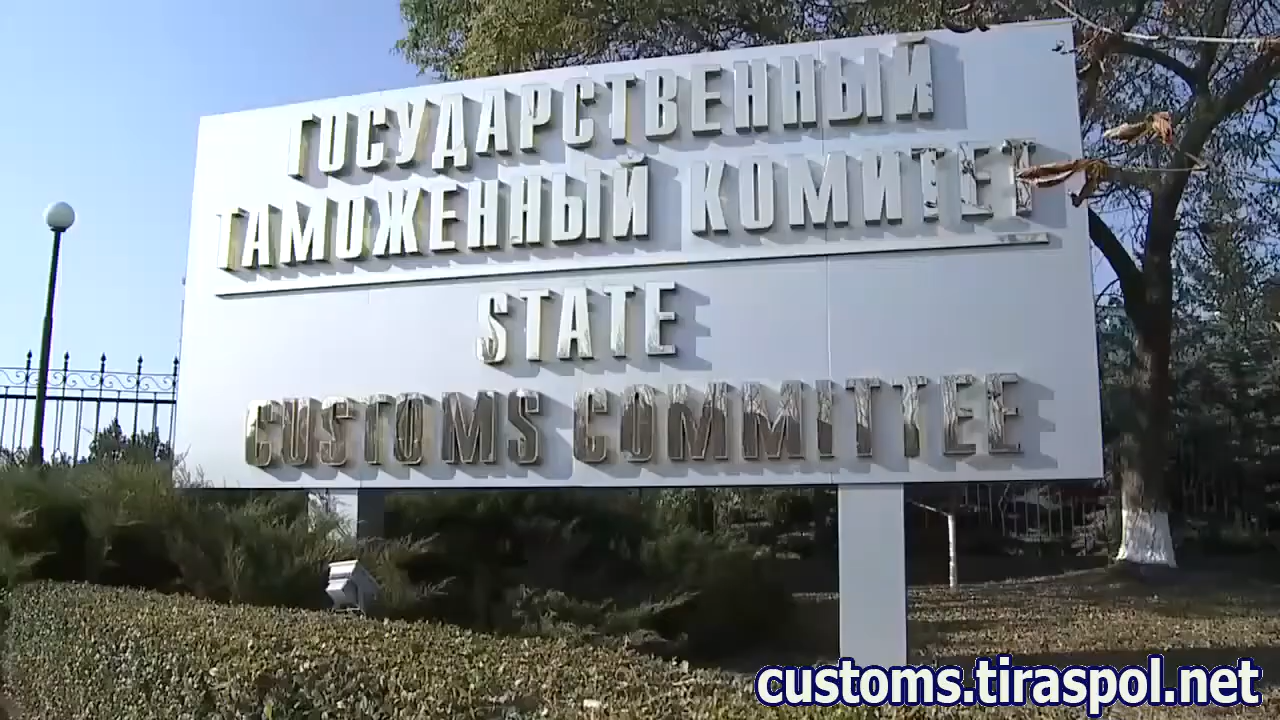 ГОСУДАРСТВЕННЫЙ
ТАМОЖЕННЫЙ КОМИТЕТ
STATE
CUSTOMS COMMITTEE
customs.tiraspol.net